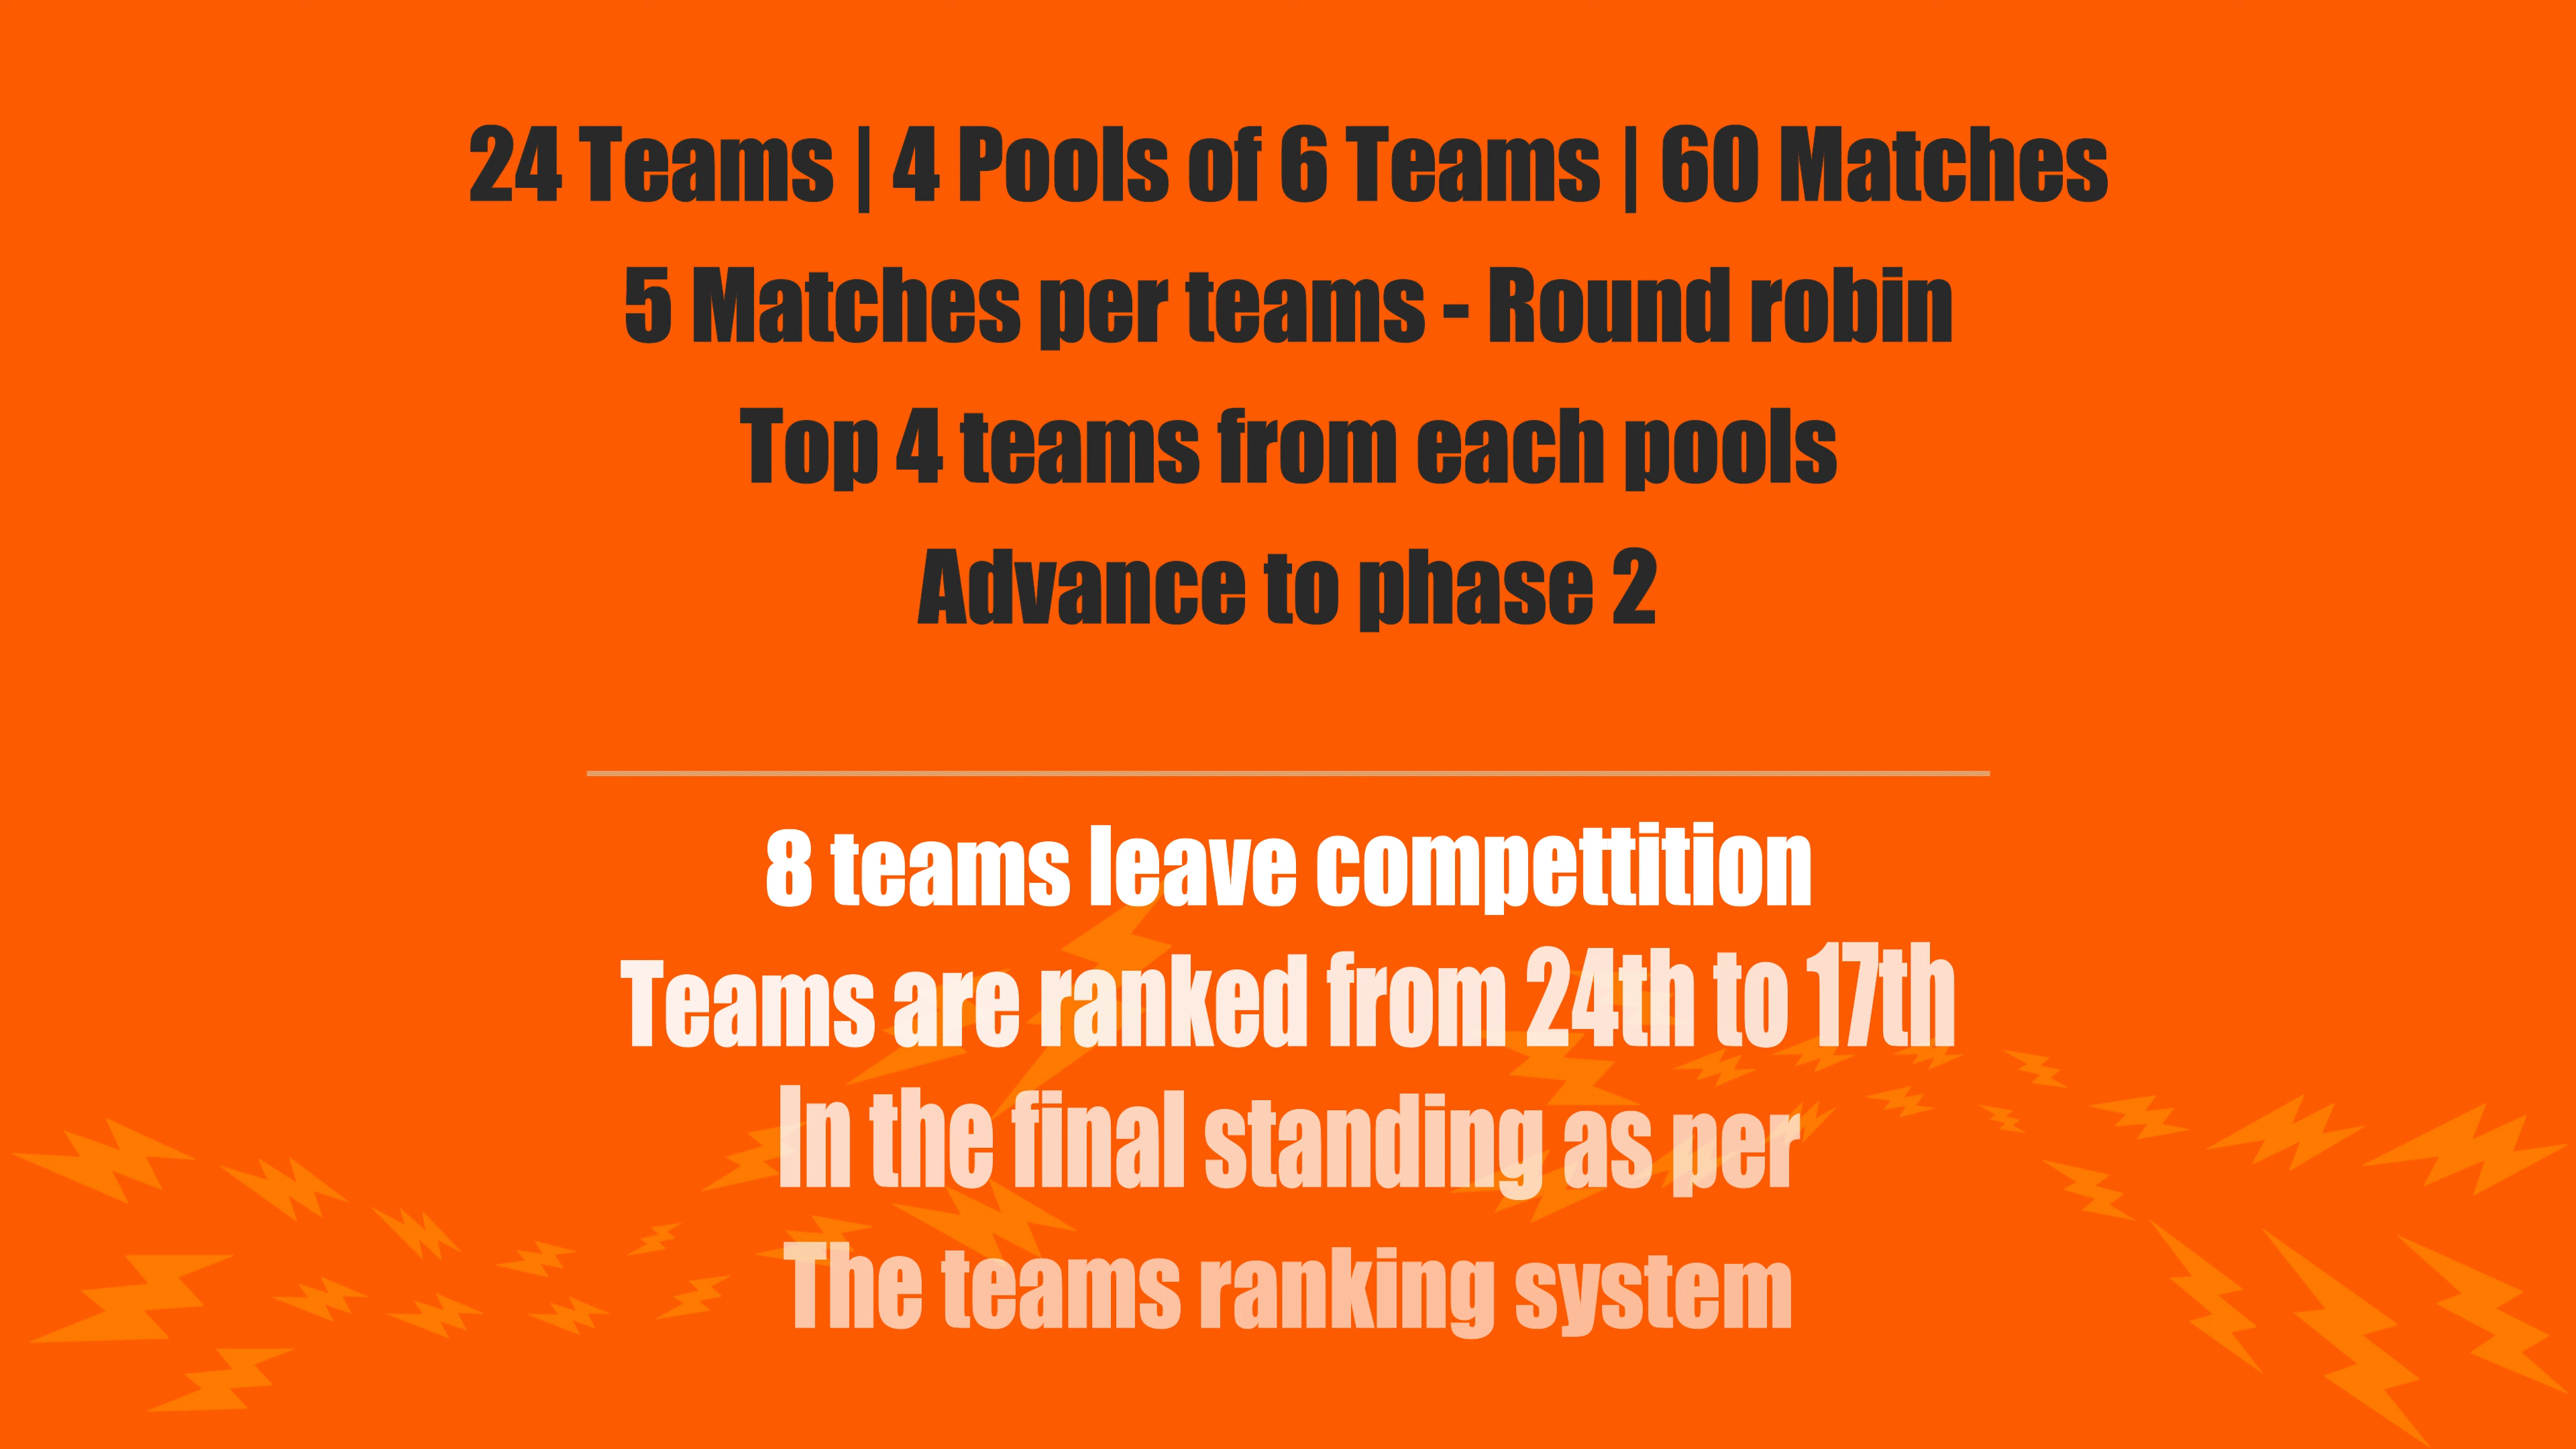 24 Teams | 4 Pools of 6 Teams | 60 Matches
5 Matches per teams - Round robin
Top 4 teams from each pools
Advance to phase 2
8 teams leave compettition
Teams are ranked from 24th to 17th
In the final standing as per
The teams ranking system